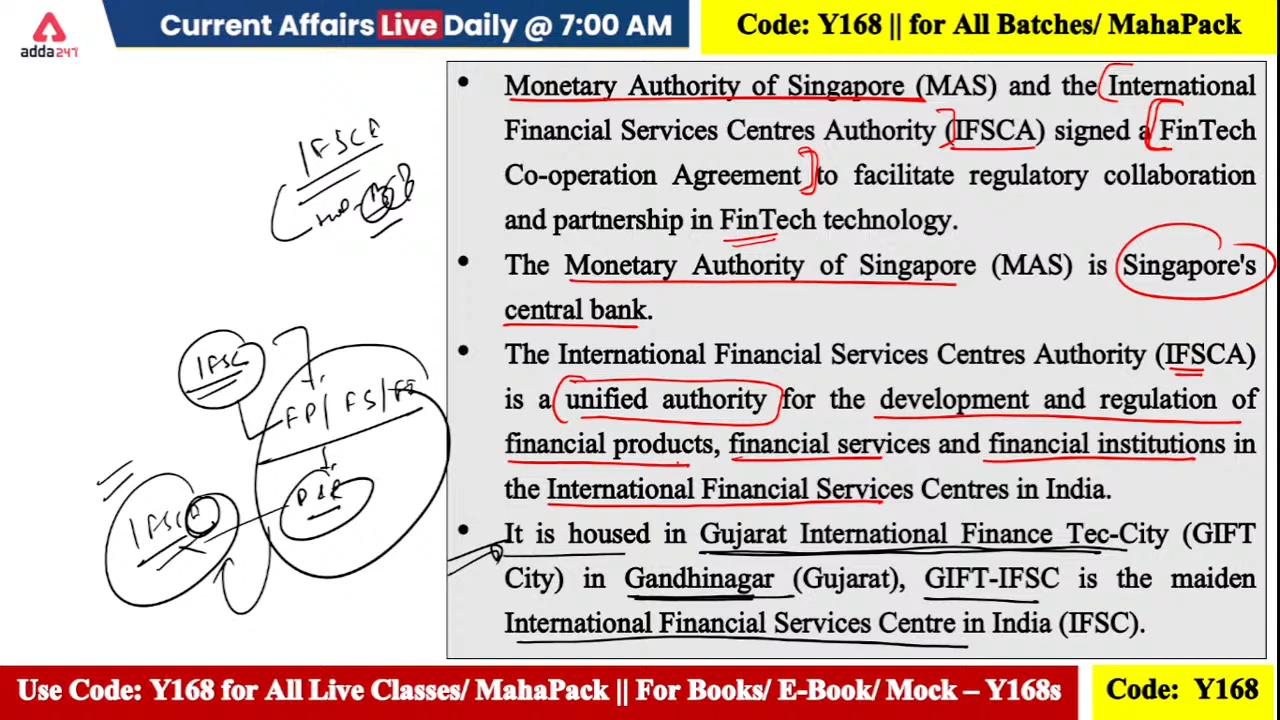 adda247
Current Affairs Live Daily @ 7:00 AM
Code: Y168 || for All Batches/ MahaPack
• Monetary Authority of Singapore (MAS) and the International
Financial Services Centres Authority (IFSCA) signed a FinTech
Co-operation Agreement to facilitate regulatory collaboration
and partnership in FinTech technology.
• The Monetary Authority of Singapore (MAS) is Singapore's
central bank.
• The International Financial Services Centres Authority (IFSCA)
is a unified authority for the development and regulation of
financial products, financial services and financial institutions in
the International Financial Services Centres in India.
• It is housed in Gujarat International Finance Tec-City (GIFT
City) in Gandhinagar (Gujarat), GIFT-IFSC is the maiden
International Financial Services Centre in India (IFSC).
IFSCA
IFSC
FP/ FS/ FI
D & R
IFSCA
Use Code: Y168 for All Live Classes/ MahaPack || For Books/ E-Book/ Mock – Y168s
Code: Y168